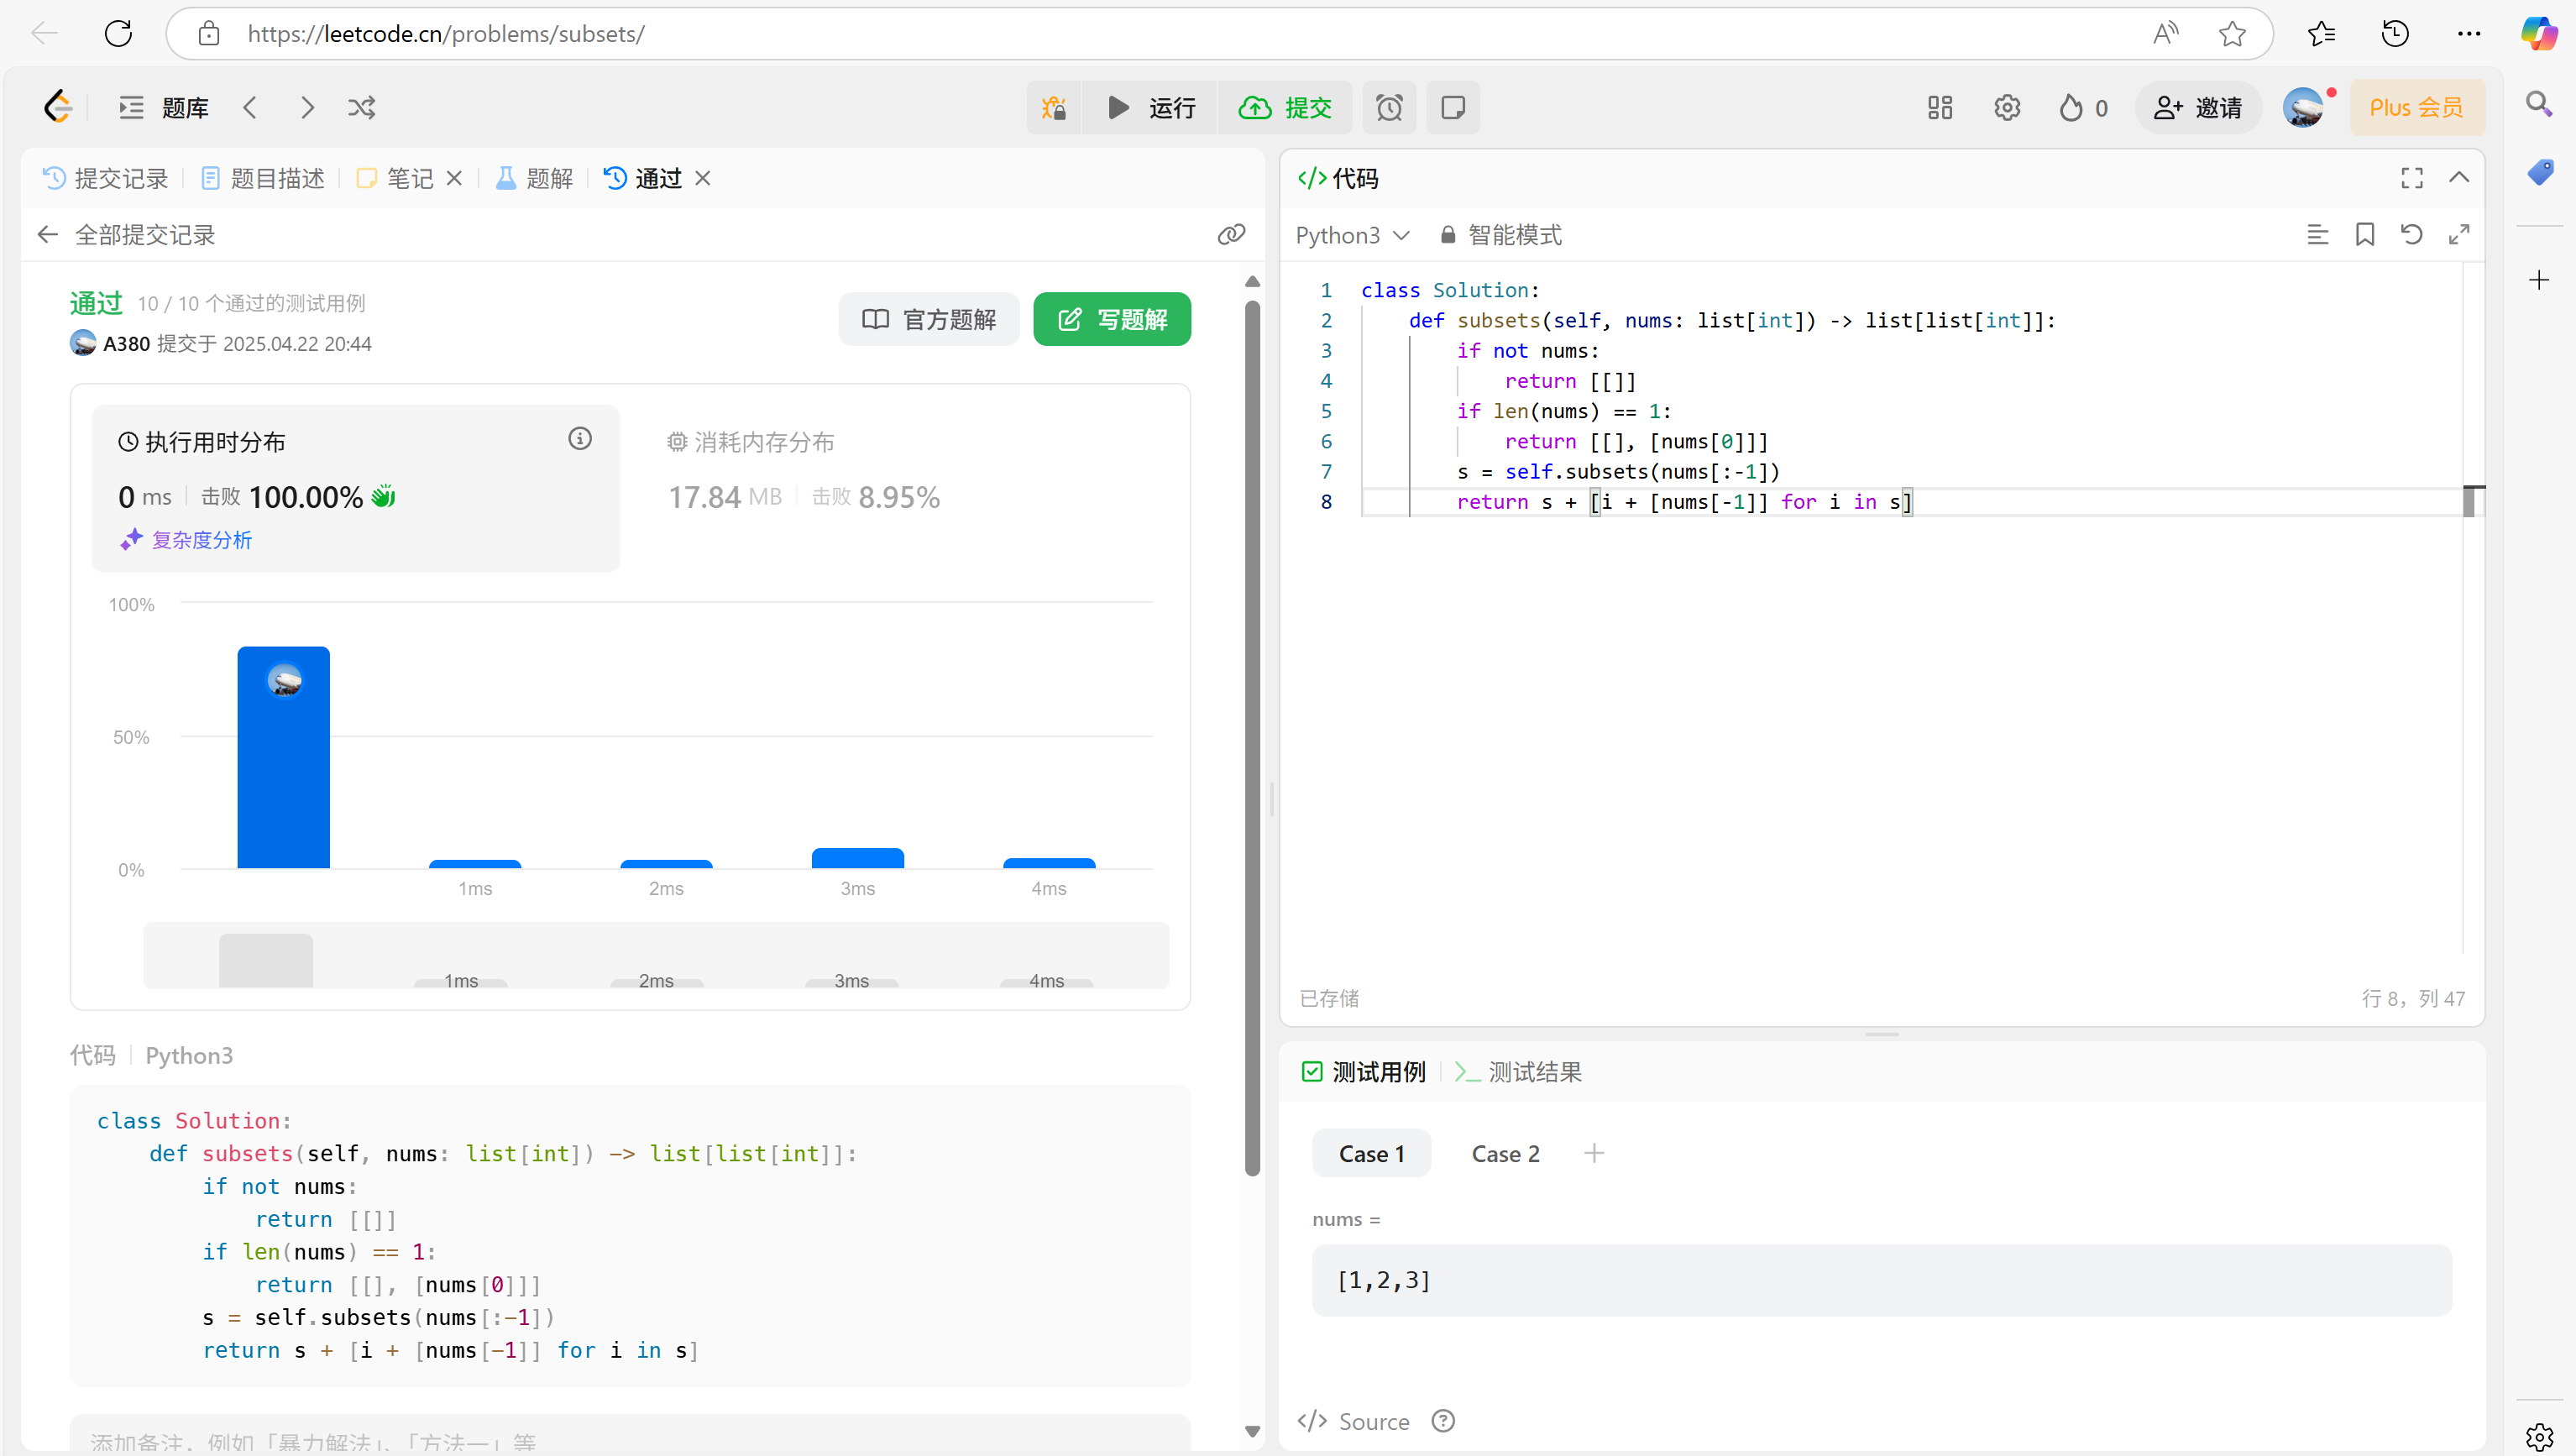 https://leetcode.cn/problems/subsets/
题库
运行
提交
0
邀请
Plus 会员
提交记录
题目描述
笔记
题解
通过
全部提交记录
通过 10 / 10 个通过的测试用例
A380 提交于 2025.04.22 20:44
官方题解
写题解
执行用时分布
0 ms 击败 100.00%
复杂度分析
消耗内存分布
17.84 MB 击败 8.95%
100%
50%
0%
1ms 2ms 3ms 4ms
1ms 2ms 3ms 4ms
代码 Python3
class Solution:
    def subsets(self, nums: list[int]) -> list[list[int]]:
        if not nums:
            return [[]]
        if len(nums) == 1:
            return [[], [nums[0]]]
        s = self.subsets(nums[:-1])
        return s + [i + [nums[-1]] for i in s]
添加备注，例如「暴力解法」、「方法一」等
</> 代码
Python3 智能模式
1 class Solution:
2     def subsets(self, nums: list[int]) -> list[list[int]]:
3         if not nums:
4             return [[]]
5         if len(nums) == 1:
6             return [[], [nums[0]]]
7         s = self.subsets(nums[:-1])
8         return s + [i + [nums[-1]] for i in s]
已存储
行 8，列 47
测试用例
测试结果
Case 1 Case 2
nums =
[1,2,3]
</> Source